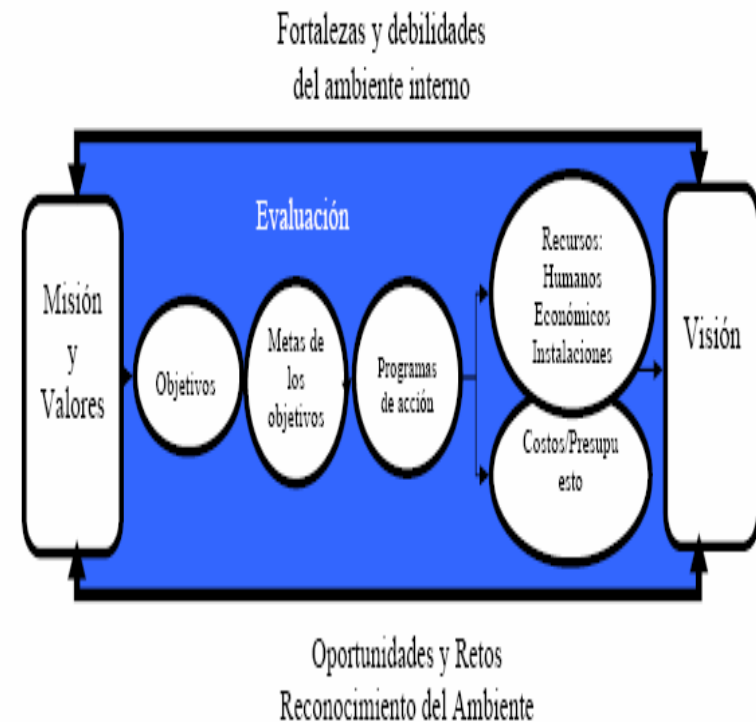 Fortalezas y debilidades
del ambiente interno
Evaluación
Misión
y
Valores
Objetivos
Metas de
los
objetivos
Programas
de acción
Recursos:
Humanos
Económicos
Instalaciones
Costos/Presupu
esto
Visión
Oportunidades y Retos
Reconocimiento del Ambiente